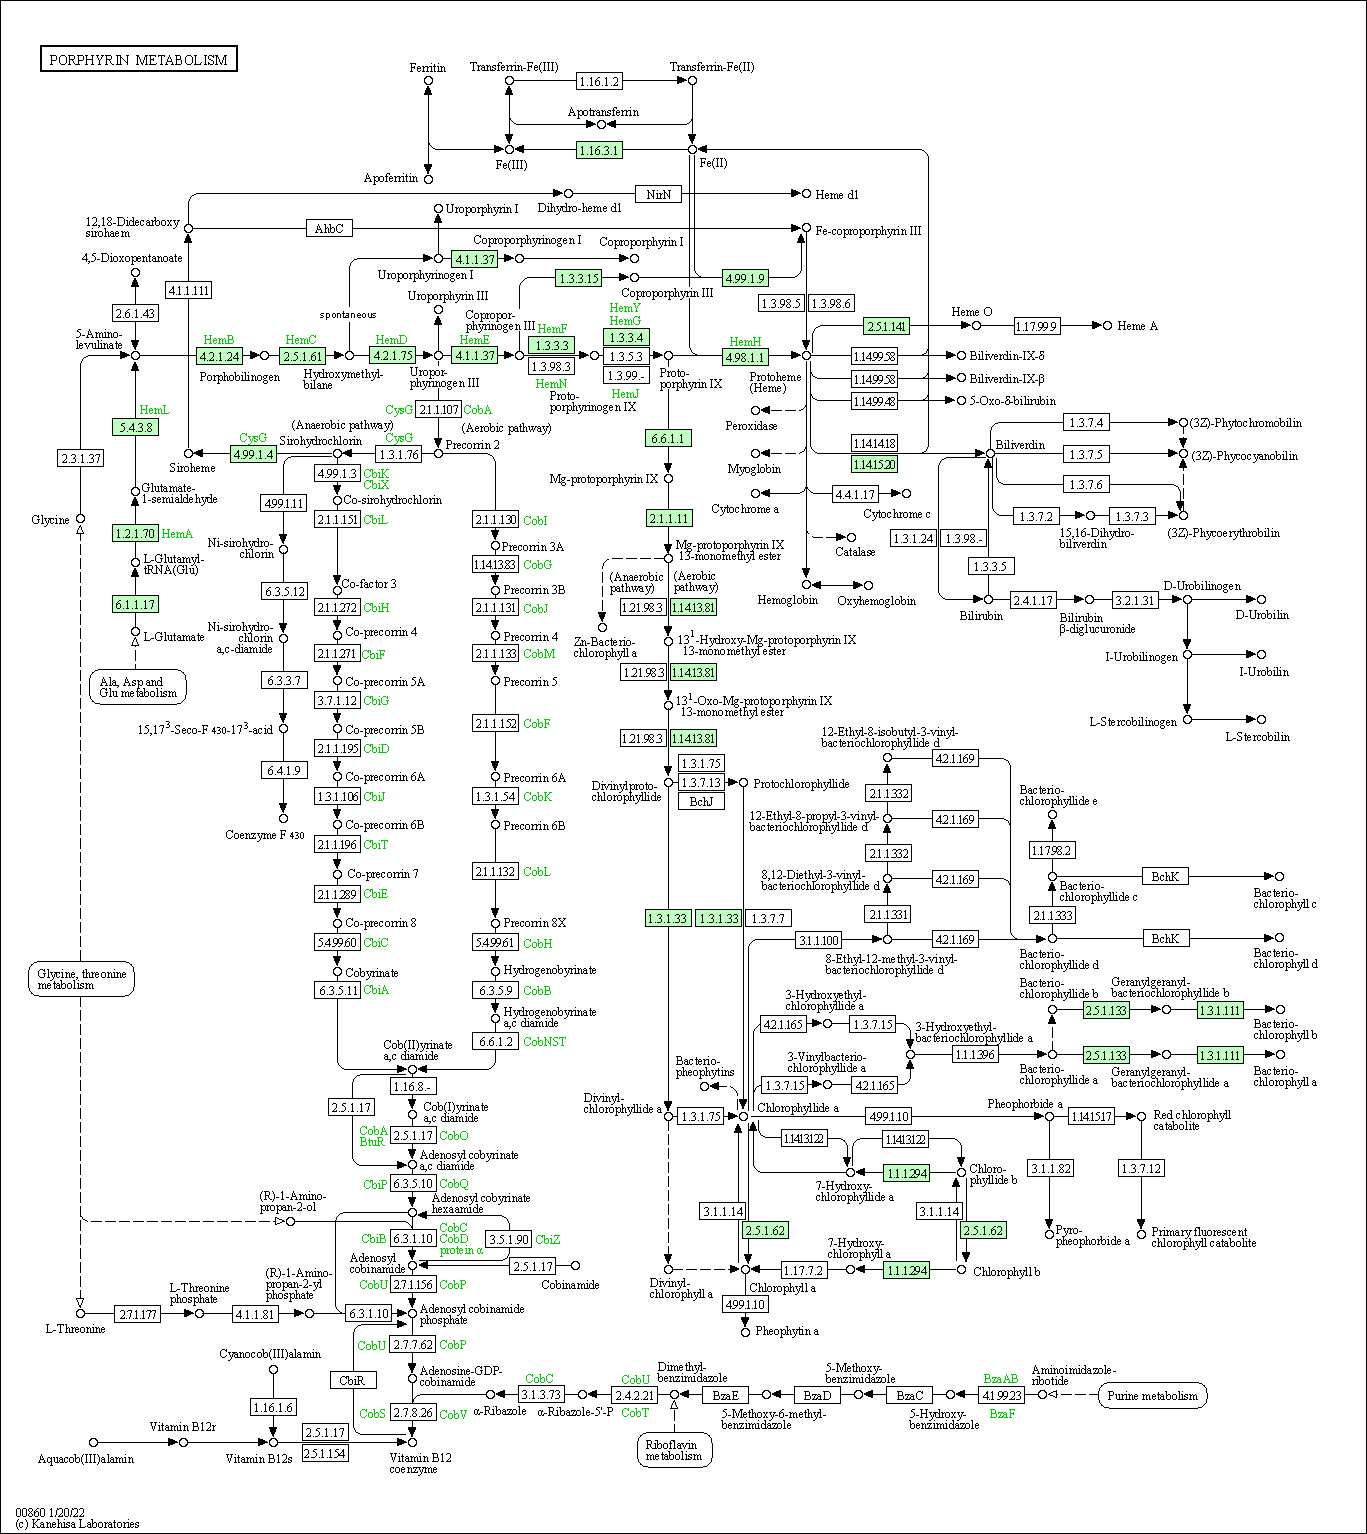 PORPHYRIN METABOLISM
Ferritin
Transferrin-Fe(III)
1.16.1.2
Transferrin-Fe(II)
Apotransferrin
Fe(III)
1.16.3.1
Fe(II)
Apoferritin
Dihydro-heme d1
NirN
Heme d1
12,18-Didecarboxy
sirohaem
AhbC
Uroporphyrin I
Fe-coproporphyrin III
4,5-Dioxopentanoate
Coproporphyrinogen I
Coproporphyrin I
4.1.1.37
Uroporphyrinogen I
4.1.1.111
1.3.3.15
Coproporphyrin III
4.99.1.9
2.6.1.43
Uroporphyrin III
spontaneous
1.3.98.5
1.3.98.6
Copropor-
phyrinogen III
HemY
HemG
5-Amino-
levulinate
HemB
HemC
HemD
HemE
HemF
HemH
4.2.1.24
2.5.1.61
4.2.1.75
4.1.1.37
1.3.3.3
1.3.98.3
HemN
1.3.3.4
1.3.5.3
1.3.99.-
HemJ
4.98.1.1
Porphobilinogen
Hydroxymethyl-
bilane
Uropor-
phyrinogen III
Proto-
porphyrinogen IX
Proto-
porphyrin IX
Protoheme
(Heme)
2.5.1.141
Heme O
1.17.99.9
Heme A
1.14.99.58
Biliverdin-IX-δ
1.14.99.58
Biliverdin-IX-β
1.14.99.48
5-Oxo-δ-bilirubin
Peroxidase
HemL
5.4.3.8
CysG
2.1.1.107
CobA
(Anaerobic pathway)
(Aerobic pathway)
CysG
4.99.1.4
Siroheme
Sirohydrochlorin
CysG
1.3.1.76
Precorrin 2
6.6.1.1
1.14.14.18
1.14.15.20
Myoglobin
Biliverdin
1.3.7.4
(3Z)-Phytochromobilin
1.3.7.5
(3Z)-Phycocyanobilin
1.3.7.6
1.3.7.2
15,16-Dihydro-
biliverdin
1.3.7.3
(3Z)-Phycoerythrobilin
2.3.1.37
Glycine
Glutamate-
1-semialdehyde
HemA
1.2.1.70
L-Glutamyl-
tRNA(Glu)
6.1.1.17
L-Glutamate
Ala, Asp and
Glu metabolism
4.99.1.11
Ni-sirohydro-
chlorin
6.3.5.12
Ni-sirohydro-
chlorin
a,c-diamide
6.3.3.7
15,17³-Seco-F 430-17³-acid
6.4.1.9
Coenzyme F 430
4.99.1.3
CbiK
CbiX
Co-sirohydrochlorin
2.1.1.151
CbiL
Co-factor 3
2.1.1.272
CbiH
Co-precorrin 4
2.1.1.271
CbiF
Co-precorrin 5A
3.7.1.12
CbiG
Co-precorrin 5B
2.1.1.195
CbiD
Co-precorrin 6A
1.3.1.106
CbiJ
Co-precorrin 6B
2.1.1.196
CbiT
Co-precorrin 7
2.1.1.289
CbiE
Co-precorrin 8
5.4.99.60
CbiC
Cobyrinate
6.3.5.11
CbiA
2.1.1.130
CobI
Precorrin 3A
1.14.13.83
CobG
Precorrin 3B
2.1.1.131
CobJ
Precorrin 4
2.1.1.133
CobM
Precorrin 5
2.1.1.152
CobF
Precorrin 6A
1.3.1.54
CobK
Precorrin 6B
2.1.1.132
CobL
Precorrin 8X
5.4.99.61
CobH
Hydrogenobyrinate
6.3.5.9
CobB
Hydrogenobyrinate
a,c diamide
6.6.1.2
CobNST
Mg-protoporphyrin IX
2.1.1.11
Mg-protoporphyrin IX
13-monomethyl ester
(Anaerobic
pathway)
(Aerobic
pathway)
1.21.98.3
1.14.13.81
Zn-Bacterio-
chlorophyll a
13¹-Hydroxy-Mg-protoporphyrin IX
13-monomethyl ester
1.21.98.3
1.14.13.81
13¹-Oxo-Mg-protoporphyrin IX
13-monomethyl ester
1.21.98.3
1.14.13.81
1.3.1.75
1.3.7.13
BchJ
Divinylproto-
chlorophyllide
Protochlorophyllide
Cytochrome a
4.4.1.17
Cytochrome c
Catalase
Hemoglobin
Oxyhemoglobin
1.3.1.24
1.3.98.-
1.3.3.5
Bilirubin
2.4.1.17
Bilirubin
β-diglucuronide
3.2.1.31
D-Urobilinogen
D-Urobilin
I-Urobilinogen
I-Urobilin
L-Stercobilinogen
L-Stercobilin
12-Ethyl-8-isobutyl-3-vinyl-
bacteriochlorophyllide d
4.2.1.169
2.1.1.332
12-Ethyl-8-propyl-3-vinyl-
bacteriochlorophyllide d
4.2.1.169
2.1.1.332
8,12-Diethyl-3-vinyl-
bacteriochlorophyllide d
4.2.1.169
2.1.1.331
3.1.1.100
4.2.1.169
8-Ethyl-12-methyl-3-vinyl-
bacteriochlorophyllide d
Bacterio-
chlorophyllide e
1.17.98.2
Bacterio-
chlorophyllide c
BchK
Bacterio-
chlorophyll c
2.1.1.333
BchK
Bacterio-
chlorophyllide d
Bacterio-
chlorophyll d
1.3.1.33
1.3.1.33
1.3.7.7
Glycine, threonine
metabolism
3-Hydroxyethyl-
chlorophyllide a
4.2.1.165
1.3.7.15
3-Hydroxyethyl-
bacteriochlorophyllide a
3-Vinylbacterio-
chlorophyllide a
1.3.7.15
4.2.1.165
1.1.1.396
Bacterio-
chlorophyllide b
Geranylgeranyl-
bacteriochlorophyllide b
2.5.1.133
1.3.1.111
Bacterio-
chlorophyll b
2.5.1.133
1.3.1.111
Bacterio-
chlorophyllide a
Geranylgeranyl-
bacteriochlorophyllide a
Bacterio-
chlorophyll a
Bacterio-
pheophytins
Divinyl-
chlorophyllide a
1.3.1.75
Chlorophyllide a
4.99.1.10
Pheophorbide a
1.14.15.17
Red chlorophyll
catabolite
1.14.13.122
1.14.13.122
7-Hydroxy-
chlorophyllide a
1.1.1.294
Chloro-
phyllide b
3.1.1.82
1.3.7.12
3.1.1.14
2.5.1.62
3.1.1.14
2.5.1.62
Pyro-
pheophorbide a
Primary fluorescent
chlorophyll catabolite
7-Hydroxy-
chlorophyll a
Divinyl-
chlorophyll a
1.17.7.2
1.1.1.294
Chlorophyll b
Chlorophyll a
4.99.1.10
Pheophytin a
Cob(II)yrinate
a,c diamide
1.16.8.-
2.5.1.17
Cob(I)yrinate
a,c diamide
CobA
BtuR
2.5.1.17
CobO
Adenosyl cobyrinate
a,c diamide
CbiP
6.3.5.10
CobQ
Adenosyl cobyrinate
hexaamide
(R)-1-Amino-
propan-2-ol
CobC
CbiB
6.3.1.10
CobD
protein α
3.5.1.90
CbiZ
Adenosyl
cobinamide
2.5.1.17
Cobinamide
CobU
2.7.1.156
CobP
L-Threonine
2.7.1.177
L-Threonine
phosphate
4.1.1.81
(R)-1-Amino-
propan-2-yl
phosphate
6.3.1.10
Adenosyl cobinamide
phosphate
CobU
2.7.7.62
CobP
Cyanocob(III)alamin
CbiR
Adenosine-GDP-
cobinamide
CobC
3.1.3.73
α-Ribazole
α-Ribazole-5'-P
CobU
2.4.2.21
CobT
Dimethyl-
benzimidazole
BzaE
5-Methoxy-6-methyl-
benzimidazole
BzaD
5-Methoxy-
benzimidazole
BzaC
5-Hydroxy-
benzimidazole
BzaAB
4.1.99.23
BzaF
Aminoimidazole-
ribotide
Purine metabolism
1.16.1.6
CobS
2.7.8.26
CobV
Vitamin B12r
2.5.1.17
2.5.1.154
Aquacob(III)alamin
Vitamin B12s
Vitamin B12
coenzyme
Riboflavin
metabolism
00860 1/20/22
(c) Kanehisa Laboratories